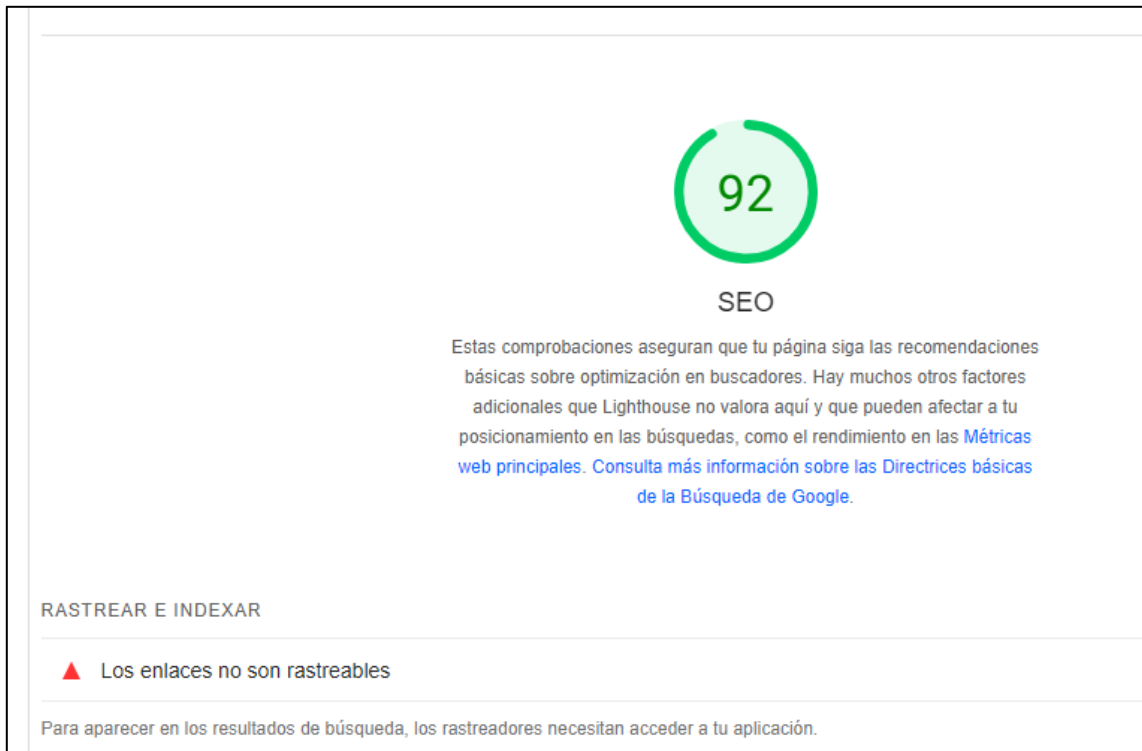 92
SEO
Estas comprobaciones aseguran que tu página siga las recomendaciones
básicas sobre optimización en buscadores. Hay muchos otros factores
adicionales que Lighthouse no valora aquí y que pueden afectar a tu
posicionamiento en las búsquedas, como el rendimiento en las Métricas
web principales. Consulta más información sobre las Directrices básicas
de la Búsqueda de Google.
RASTREAR E INDEXAR
Los enlaces no son rastreables
Para aparecer en los resultados de búsqueda, los rastreadores necesitan acceder a tu aplicación.